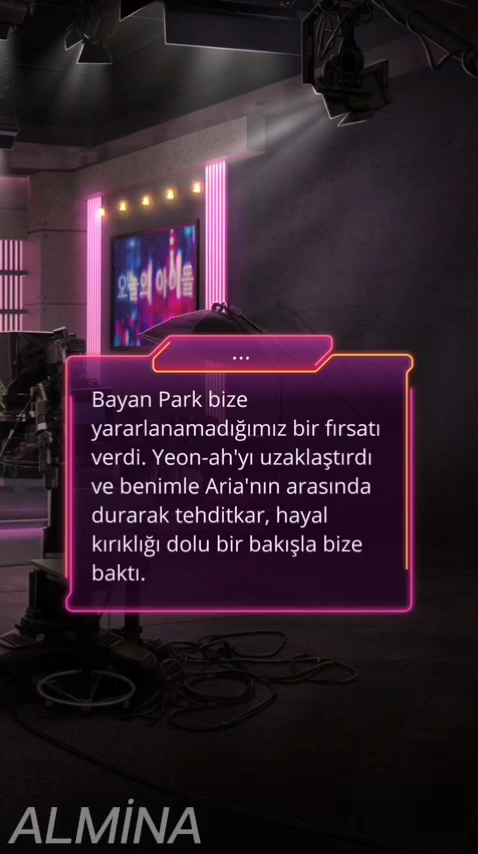 오늘의 아이돌
...
Bayan Park bize
yararlanamadığımız bir fırsatı
verdi. Yeon-ah'yı uzaklaştırdı
ve benimle Aria'nın arasında
durarak tehditkar, hayal
kırıklığı dolu bir bakışla bize
baktı.
ALMİNA